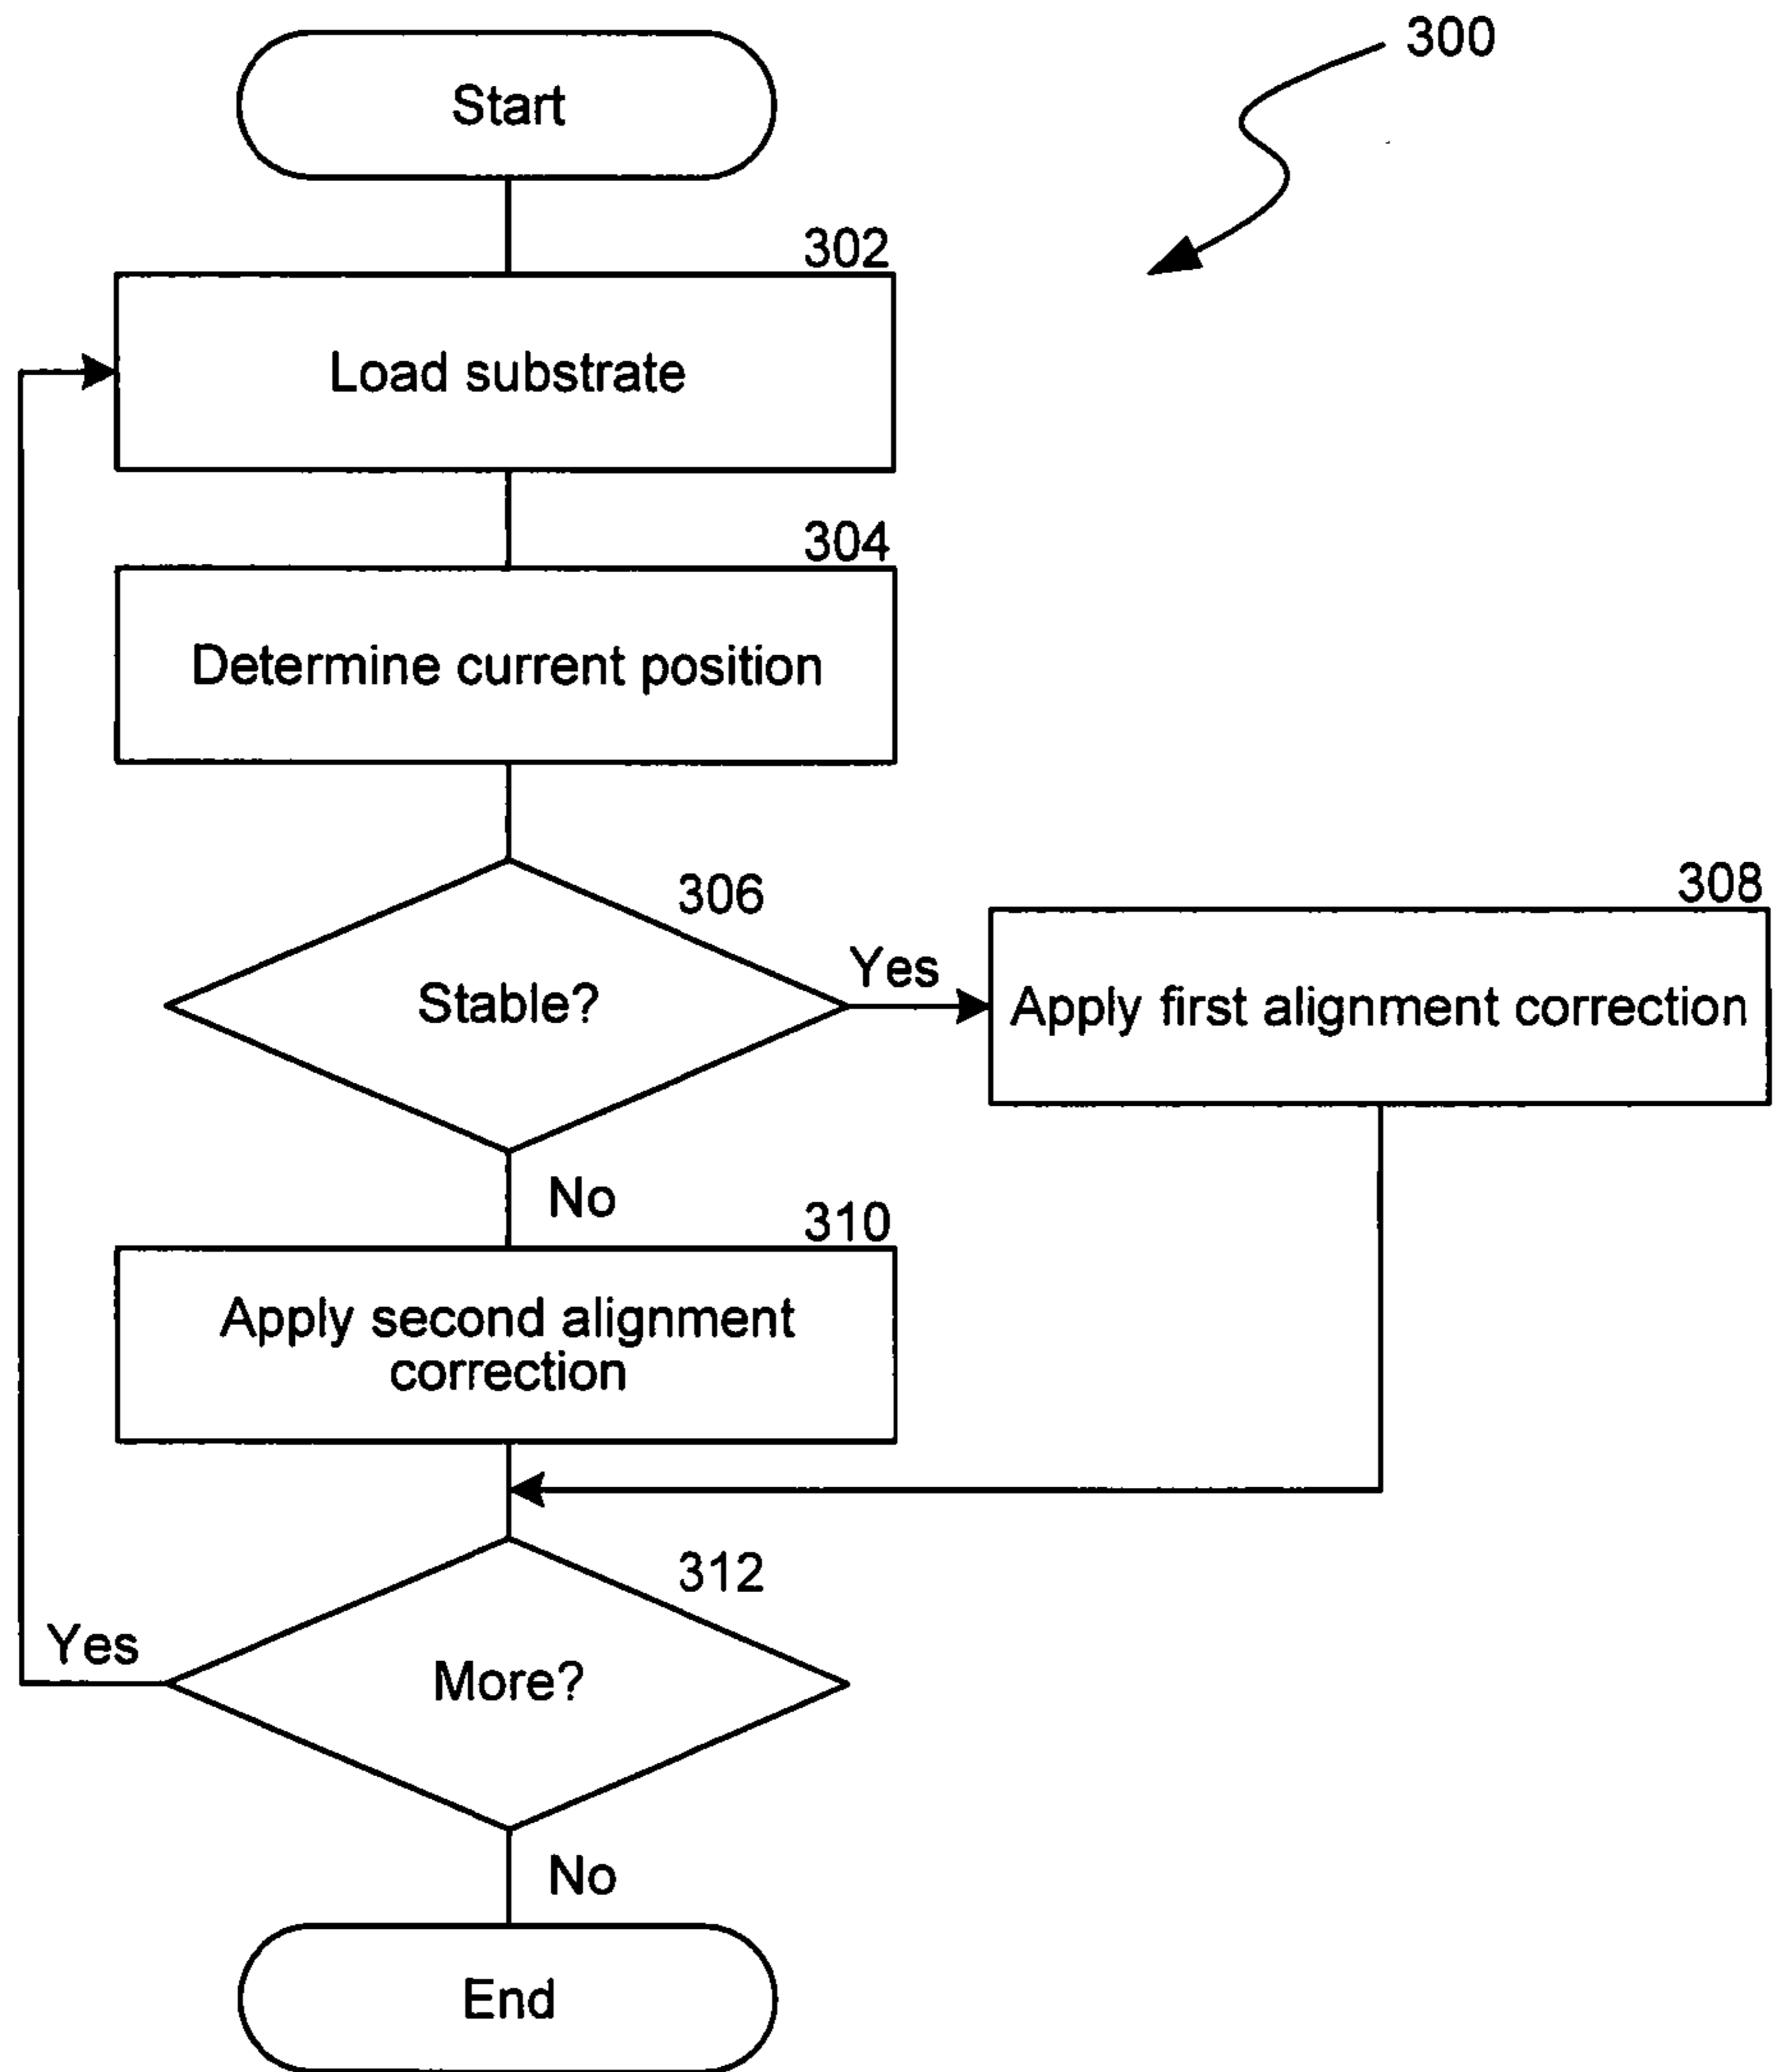 300
Start
302
Load substrate
304
Determine current position
306
Stable?
Yes
308
Apply first alignment correction
No
310
Apply second alignment
correction
312
More?
Yes
No
End